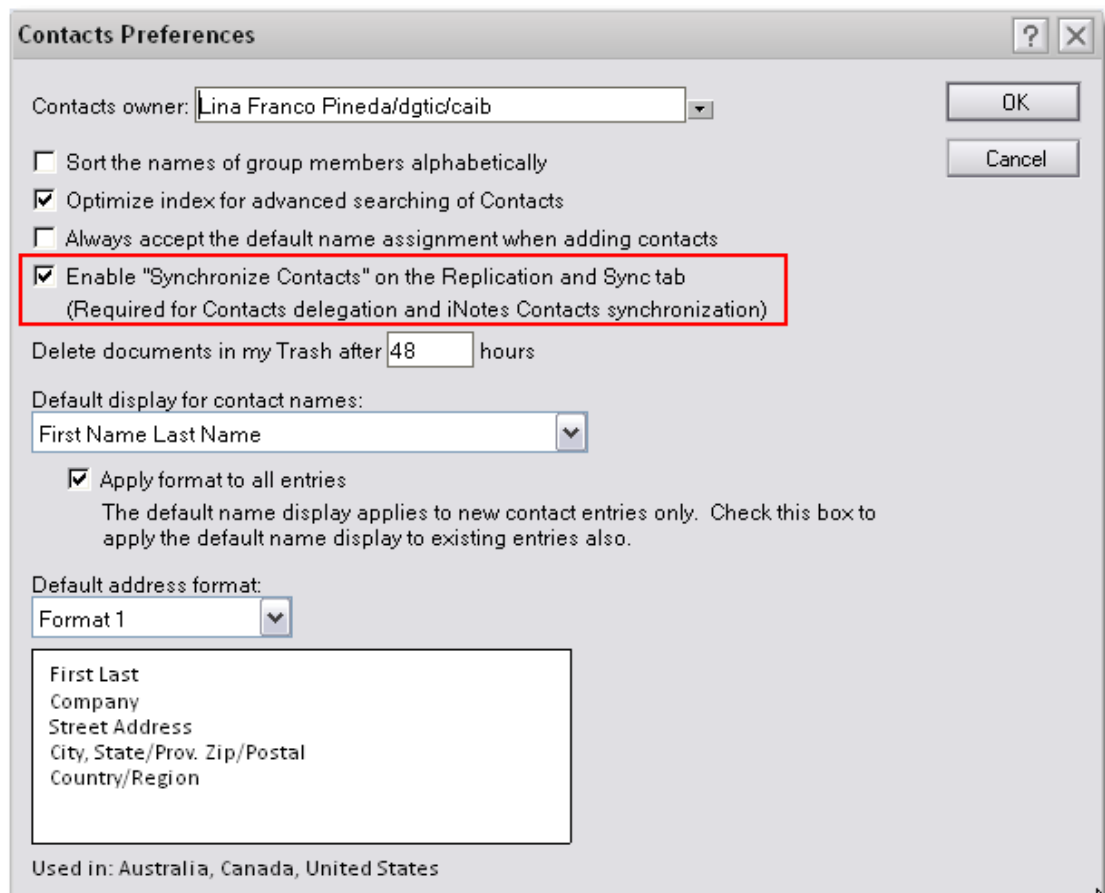 Contacts Preferences
Contacts owner: Lina Franco Pineda/dgtic/caib
OK
Cancel
Sort the names of group members alphabetically
Optimize index for advanced searching of Contacts
Always accept the default name assignment when adding contacts
Enable "Synchronize Contacts" on the Replication and Sync tab
(Required for Contacts delegation and iNotes Contacts synchronization)
Delete documents in my Trash after 48 hours
Default display for contact names:
First Name Last Name
Apply format to all entries
The default name display applies to new contact entries only. Check this box to
apply the default name display to existing entries also.
Default address format:
Format 1
First Last
Company
Street Address
City, State/Prov. Zip/Postal
Country/Region
Used in: Australia, Canada, United States